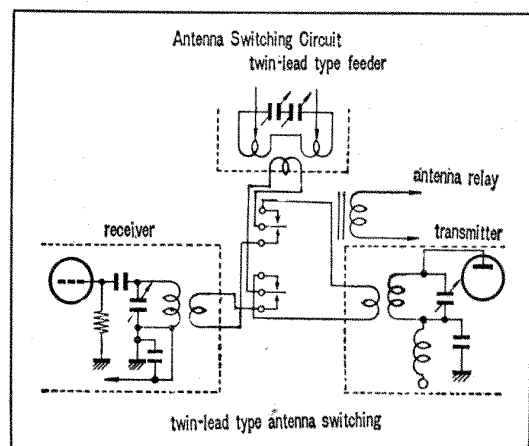 Antenna Switching Circuit
twin-lead type feeder
antenna relay
receiver
transmitter
twin-lead type antenna switching